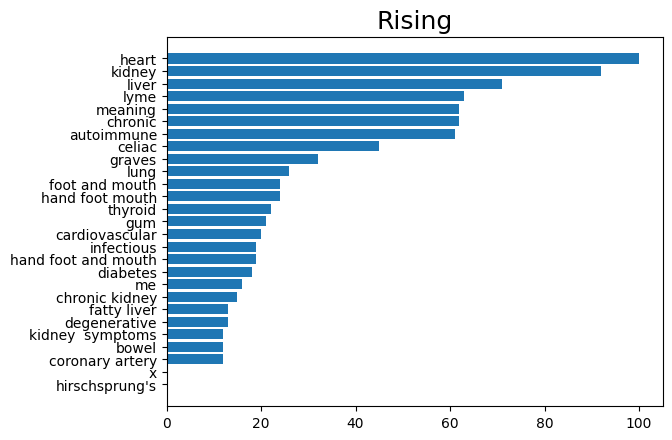 Rising
heart
kidney
liver
lyme
meaning
chronic
autoimmune
celiac
graves
lung
foot and mouth
hand foot mouth
thyroid
gum
cardiovascular
infectious
hand foot and mouth
diabetes
me
chronic kidney
fatty liver
degenerative
kidney  symptoms
bowel
coronary artery
x
hirschsprung's
0 20 40 60 80 100